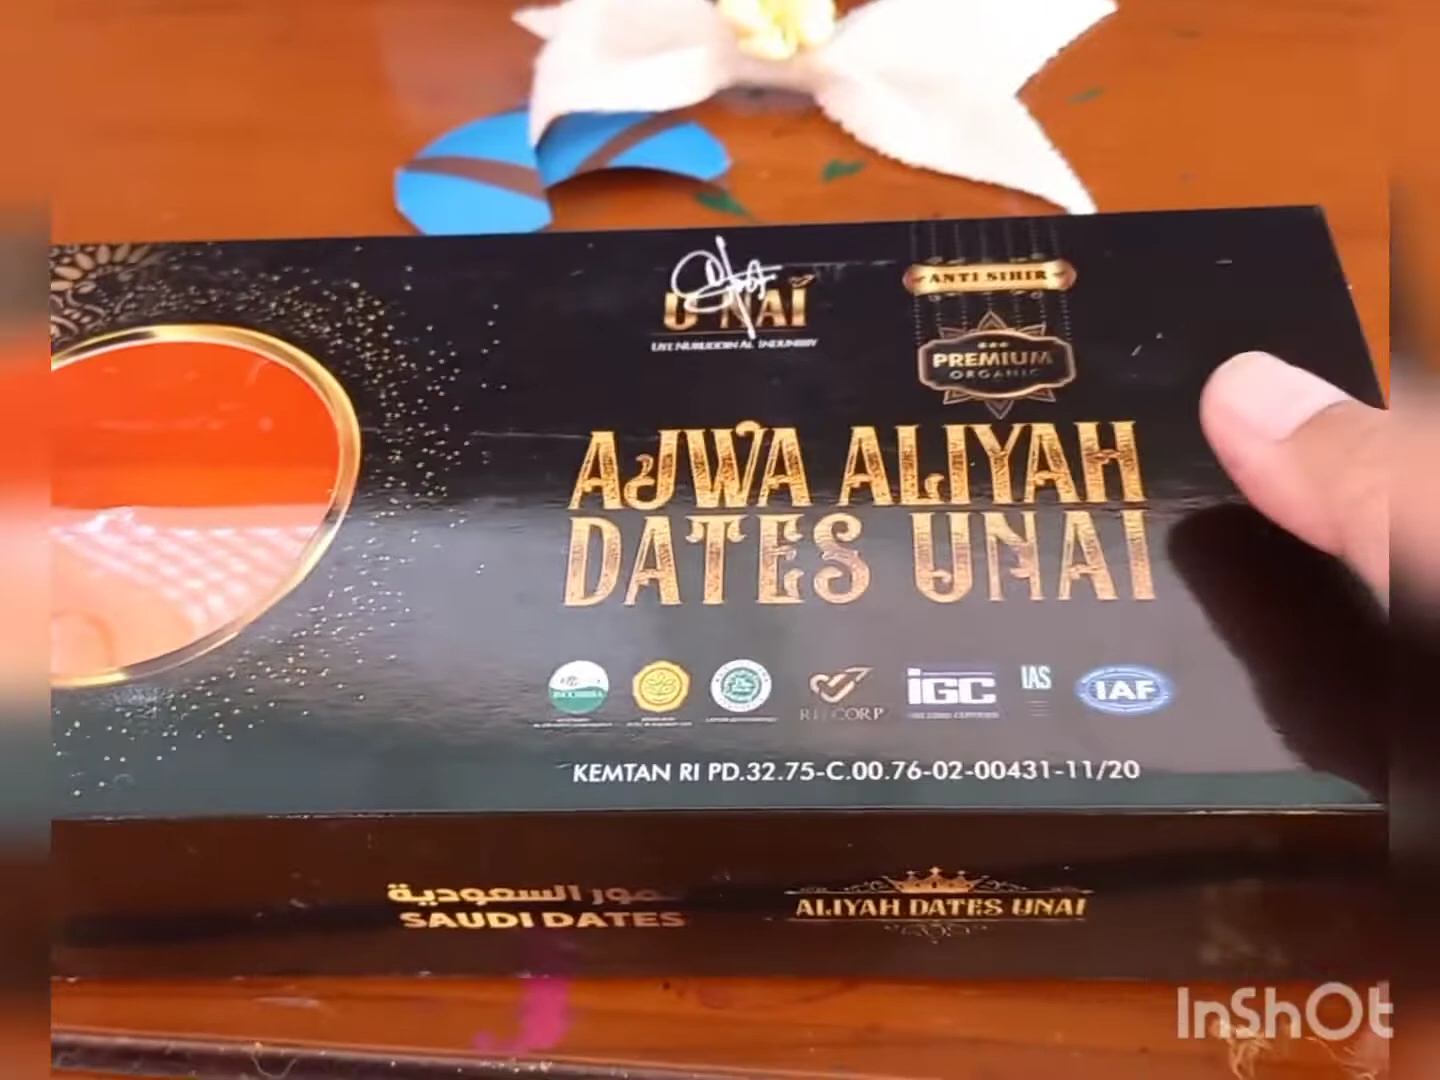 U NAI
ANTI SIHIR
PREMIUM
ORGANIC
AJWA ALIYAH
DATES UNAI
INDONESIA
IGC
IAS
IAF
KEMTAN RI PD.32.75-C.00.76-02-00431-11/20
السعودية
SAUDI DATES
ALIYAH DATES UNAI
InShOt